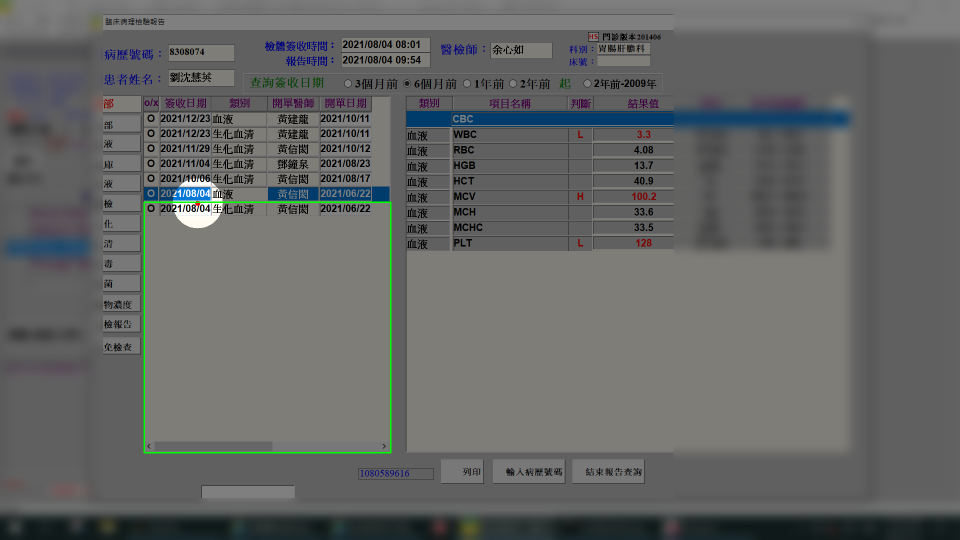 臨床病理檢驗報告
HS 門診版本201406
病歷號碼： 8308074
檢體簽收時間： 2021/08/04 08:01
報告時間： 2021/08/04 09:54
醫檢師： 余心如
科別： 胃腸肝膽科
床號：
患者姓名： 劉沈慧英
查詢簽收日期 3個月前 6個月前 1年前 2年前 起 2年前-2009年
部
部
液
庫
液
檢
化
清
毒
菌
物濃度
檢報告
免檢查
o/x 簽收日期 類別 開單醫師 開單日期
O 2021/12/23 血液 黃建龍 2021/10/11
O 2021/12/23 生化血清 黃建龍 2021/10/11
O 2021/11/29 生化血清 黃信閎 2021/10/12
O 2021/11/04 生化血清 鄧鐘泉 2021/08/23
O 2021/10/06 生化血清 黃信閎 2021/08/17
O 2021/08/04 血液 黃信閎 2021/06/22
O 2021/08/04 生化血清 黃信閎 2021/06/22
類別 項目名稱 判斷 結果值
CBC
血液 WBC L 3.3
血液 RBC 4.08
血液 HGB 13.7
血液 HCT 40.9
血液 MCV H 100.2
血液 MCH 33.6
血液 MCHC 33.5
血液 PLT L 128
1080589616
列印
輸入病歷號碼
結束報告查詢